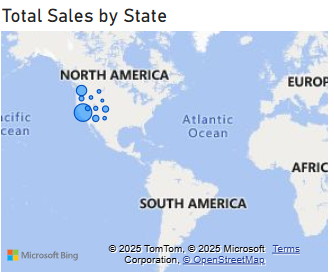 Total Sales by State
NORTH AMERICA
EUROP
acific
cean
Atlantic
Ocean
AFRIC
SOUTH AMERICA
Microsoft Bing
© 2025 TomTom, © 2025 Microsoft Terms
Corporation, © OpenStreetMap